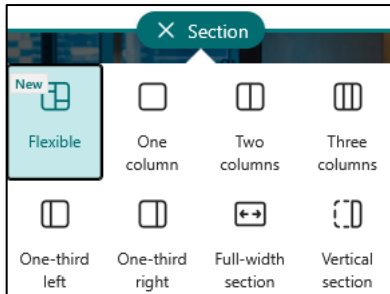 Section
New
Flexible
One
column
Two
columns
Three
columns
One-third
left
One-third
right
Full-width
section
Vertical
section